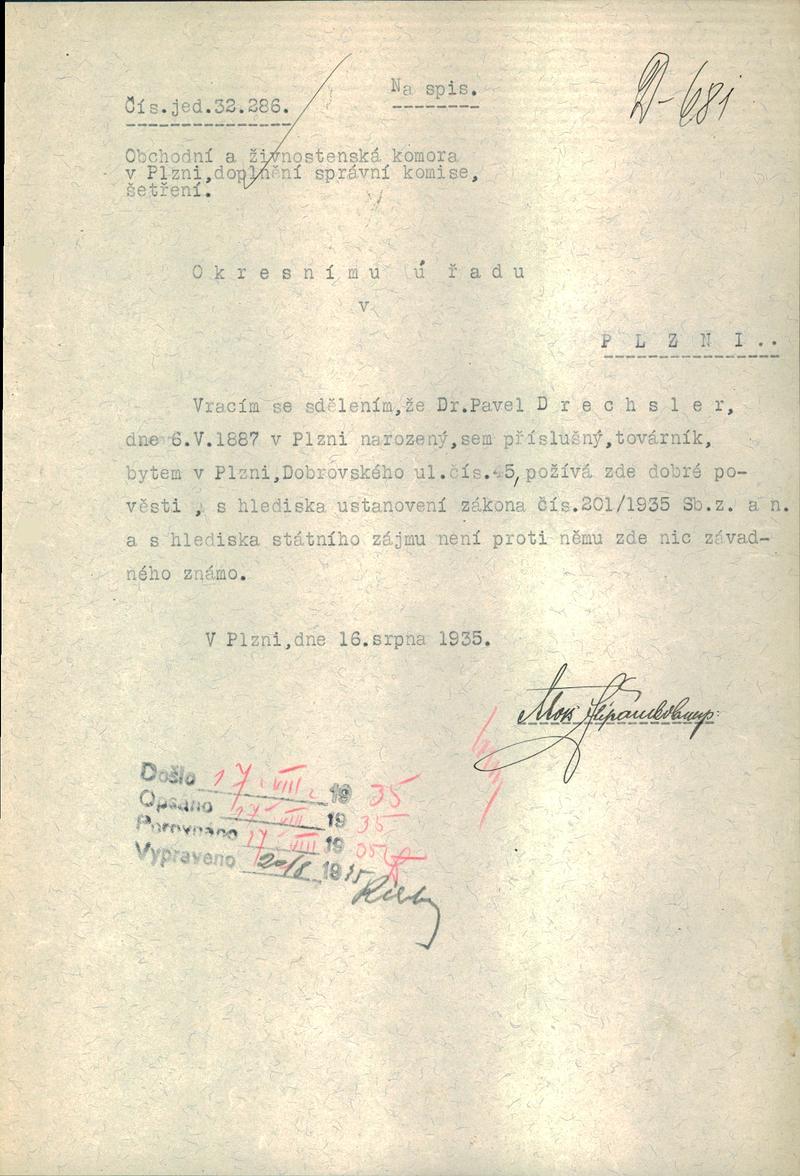 Na spis.
D-681
Čís.jed.32.286.
Obchodní a živnostenská komora
v Plzni,doplnění správní komise,
šetření.
Okresnímu úřadu
v
PLZNI..
Vracím se sdělením,že Dr.Pavel Drechsler,
dne 6.V.1887 v Plzni narozený,sem příslušný,továrník,
bytem v Plzni,Dobrovského ul.čís.-5,požívá zde dobré po-
věsti , s hlediska ustanovení zákona čís.201/1935 Sb.z. a n.
a s hlediska státního zájmu není proti němu zde nic závad-
ného známo.
V Plzni,dne 16.srpna 1935.
Došlo 17. VIII. 1935
Opsáno 17 VIII 1935
Porovnáno 17 VIII 1935
Vypraveno 20/8 1935